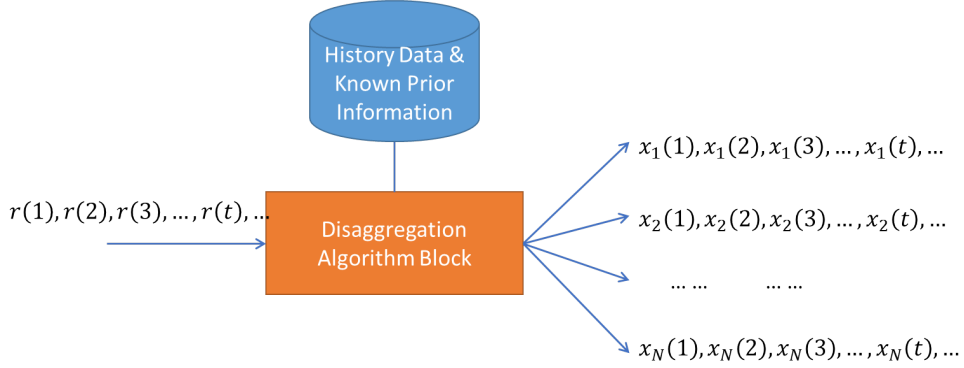 History Data &
Known Prior
Information
r(1), r(2), r(3), …, r(t), …
Disaggregation
Algorithm Block
x₁(1), x₁(2), x₁(3), …, x₁(t), …
x₂(1), x₂(2), x₂(3), …, x₂(t), …
… … … …
x_N(1), x_N(2), x_N(3), …, x_N(t), …